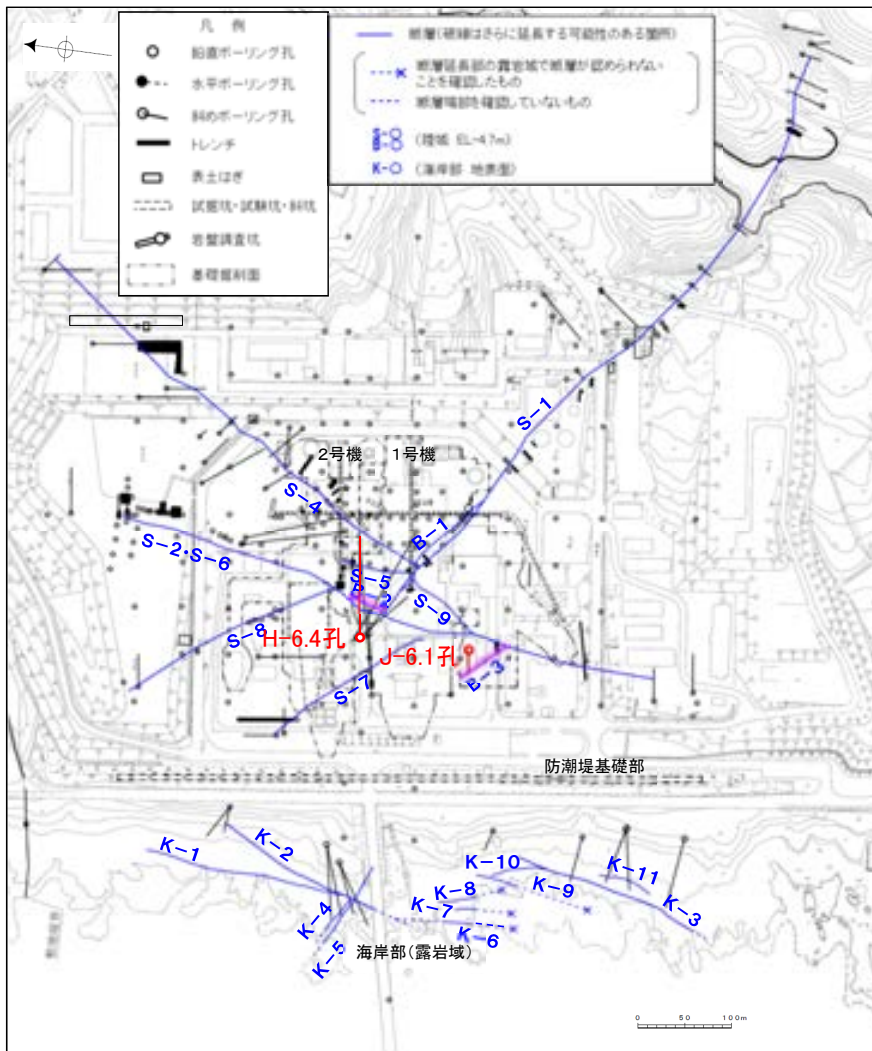 凡 例
鉛直ボーリング孔
水平ボーリング孔
斜めボーリング孔
トレンチ
表土はぎ
試掘坑・試験坑・斜坑
岩盤調査坑
基礎掘削面
断層(破線はさらに延長する可能性のある箇所)
断層延長部の露岩域で断層が認められない
ことを確認したもの
断層端部を確認していないもの
S-○
B-○
(陸域 EL-4.7m)
K-○ (海岸部 地表面)
S-1
2号機
1号機
S-4
B-1
S-2・S-6
S-5
S-9
S-8
H-6.4孔
J-6.1孔
B-3
S-7
防潮堤基礎部
K-1
K-2
K-10
K-11
K-8
K-9
K-4
K-7
K-3
K-6
K-5
海岸部(露岩域)
0 50 100m